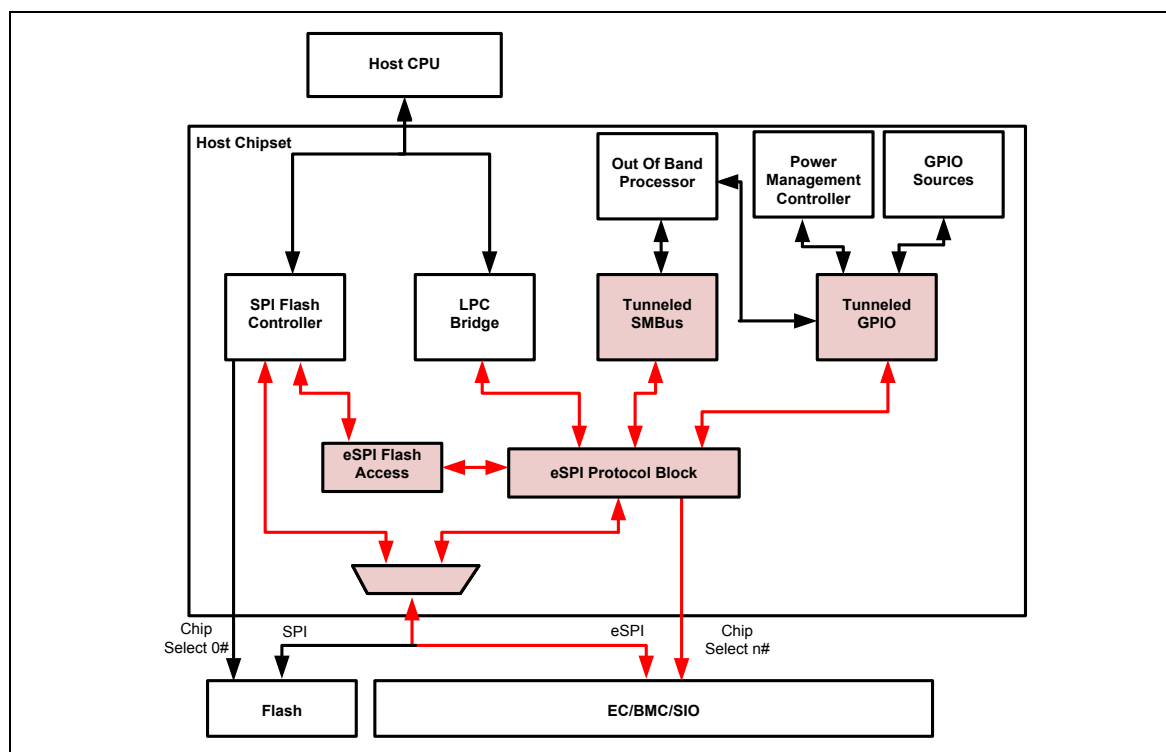 Host CPU
Host Chipset
Out Of Band
Processor
Power
Management
Controller
GPIO
Sources
SPI Flash
Controller
LPC
Bridge
Tunneled
SMBus
Tunneled
GPIO
eSPI Flash
Access
eSPI Protocol Block
Chip
Select 0#
SPI
eSPI
Chip
Select n#
Flash
EC/BMC/SIO